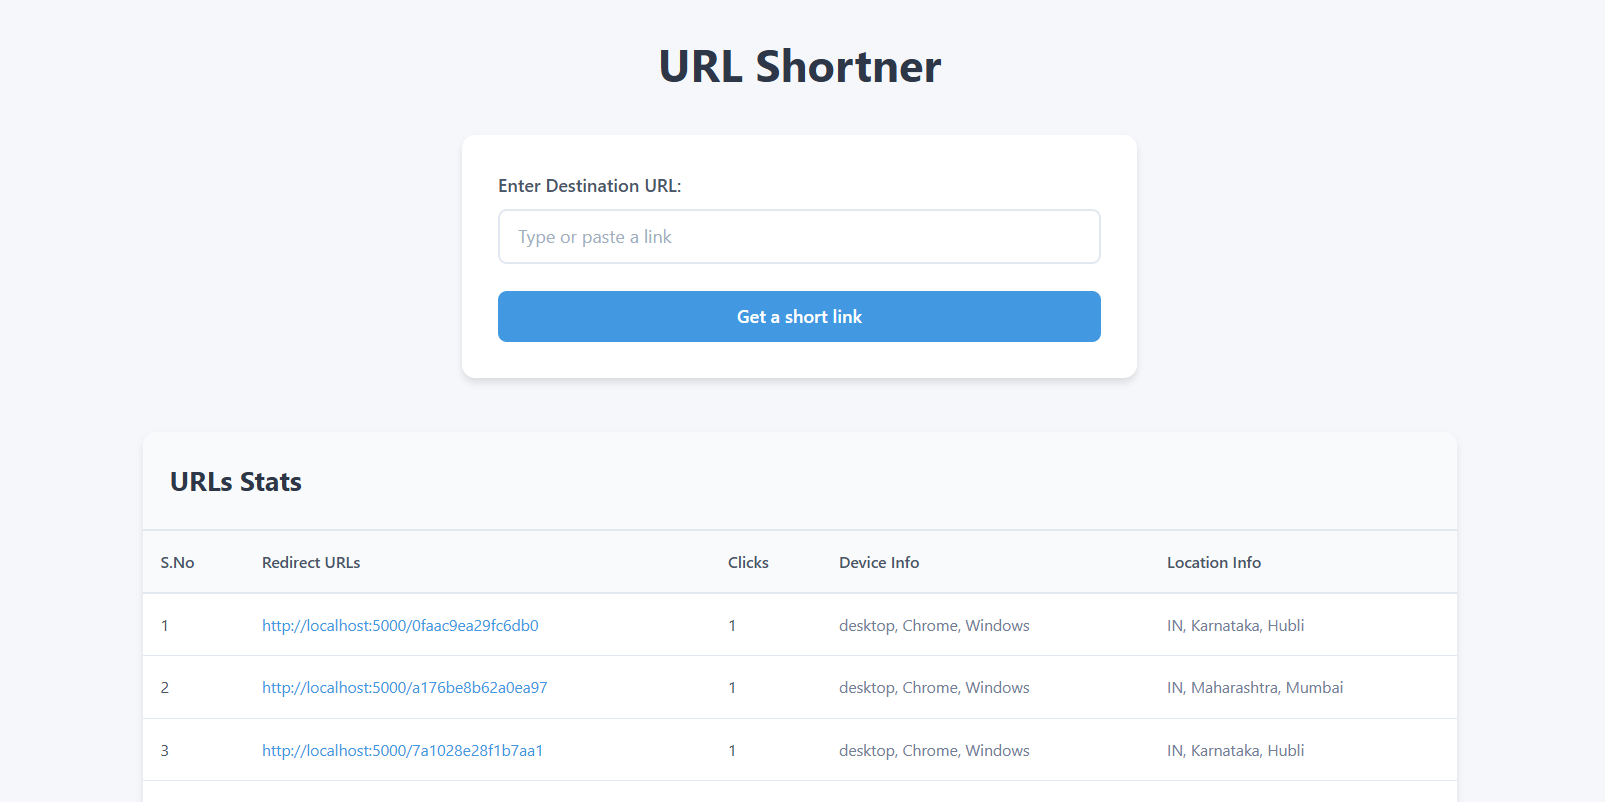 URL Shortner
Enter Destination URL:
Type or paste a link
Get a short link
URLs Stats
S.No Redirect URLs Clicks Device Info Location Info
1 http://localhost:5000/0faac9ea29fc6db0 1 desktop, Chrome, Windows IN, Karnataka, Hubli
2 http://localhost:5000/a176be8b62a0ea97 1 desktop, Chrome, Windows IN, Maharashtra, Mumbai
3 http://localhost:5000/7a1028e28f1b7aa1 1 desktop, Chrome, Windows IN, Karnataka, Hubli